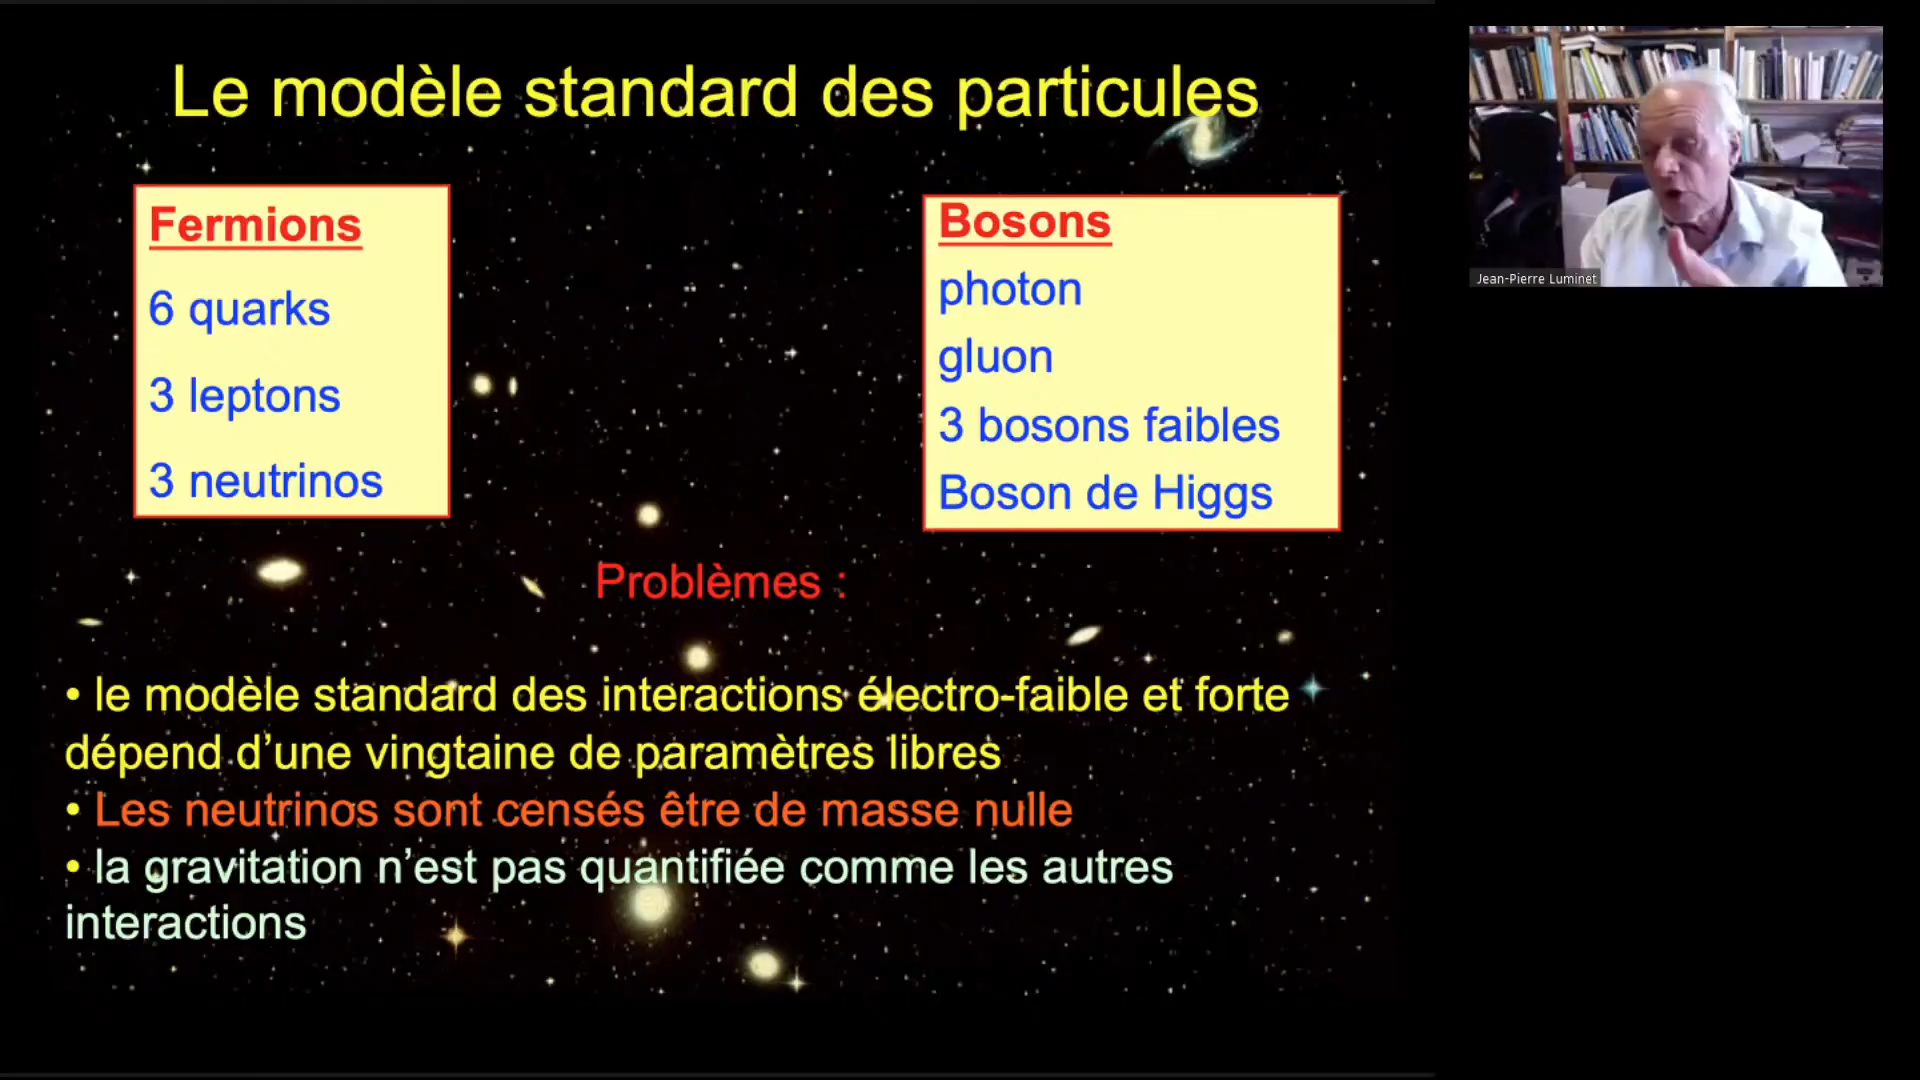 Le modèle standard des particules
Fermions
6 quarks
3 leptons
3 neutrinos
Bosons
photon
gluon
3 bosons faibles
Boson de Higgs
Problèmes :
• le modèle standard des interactions électro-faible et forte
dépend d’une vingtaine de paramètres libres
• Les neutrinos sont censés être de masse nulle
• la gravitation n’est pas quantifiée comme les autres
interactions
Jean-Pierre Luminet